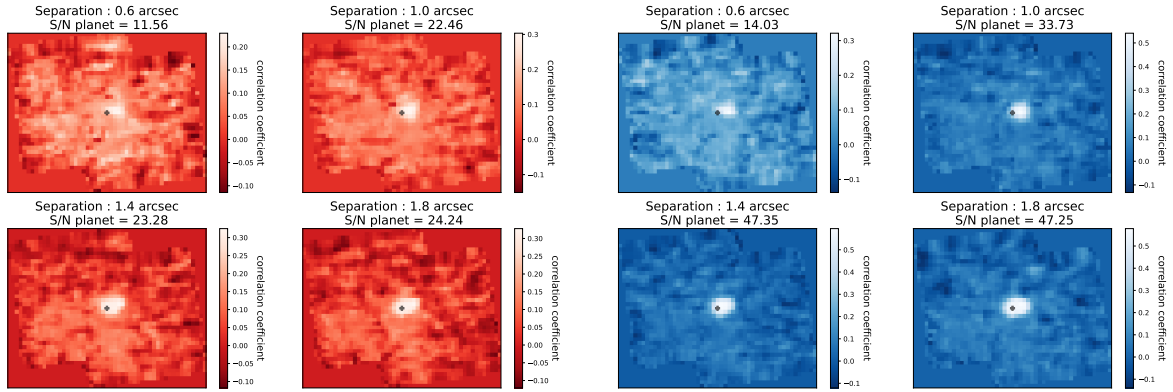 Separation : 0.6 arcsec
S/N planet = 11.56
0.20
0.15
0.10
0.05
0.00
−0.05
−0.10
correlation coefficient
Separation : 1.0 arcsec
S/N planet = 22.46
0.3
0.2
0.1
0.0
−0.1
correlation coefficient
Separation : 0.6 arcsec
S/N planet = 14.03
0.3
0.2
0.1
0.0
−0.1
correlation coefficient
Separation : 1.0 arcsec
S/N planet = 33.73
0.5
0.4
0.3
0.2
0.1
0.0
−0.1
correlation coefficient
Separation : 1.4 arcsec
S/N planet = 23.28
0.30
0.25
0.20
0.15
0.10
0.05
0.00
−0.05
−0.10
correlation coefficient
Separation : 1.8 arcsec
S/N planet = 24.24
0.30
0.25
0.20
0.15
0.10
0.05
0.00
−0.05
−0.10
correlation coefficient
Separation : 1.4 arcsec
S/N planet = 47.35
0.5
0.4
0.3
0.2
0.1
0.0
−0.1
correlation coefficient
Separation : 1.8 arcsec
S/N planet = 47.25
0.5
0.4
0.3
0.2
0.1
0.0
−0.1
correlation coefficient